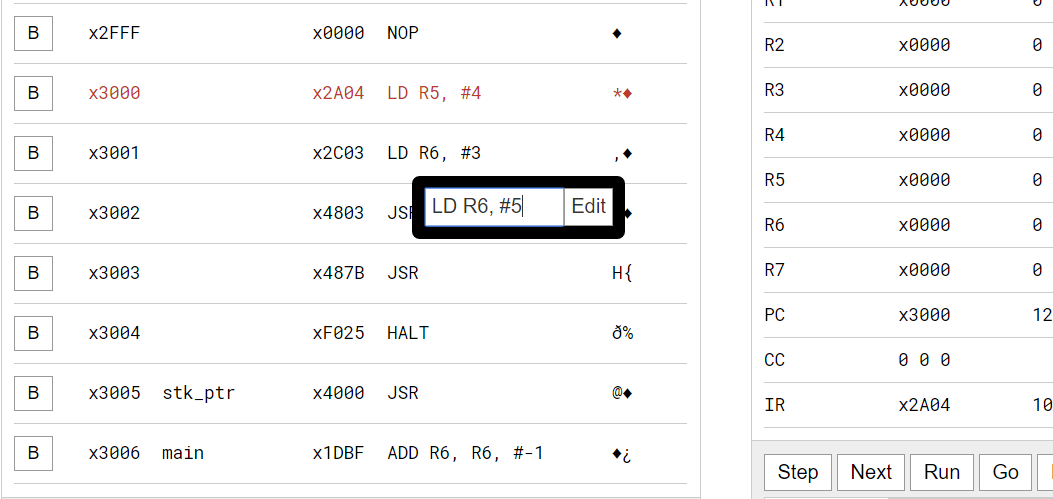 B x2FFF x0000 NOP ♦
B x3000 x2A04 LD R5, #4 *♦
B x3001 x2C03 LD R6, #3 ,♦
LD R6, #5 Edit
B x3002 x4803 JSR ♦
B x3003 x487B JSR H{
B x3004 xF025 HALT ð%
B x3005 stk_ptr x4000 JSR @♦
B x3006 main x1DBF ADD R6, R6, #-1 ♦¿
R1 x0000 0
R2 x0000 0
R3 x0000 0
R4 x0000 0
R5 x0000 0
R6 x0000 0
R7 x0000 0
PC x3000 12
CC 0 0 0
IR x2A04 10
Step Next Run Go